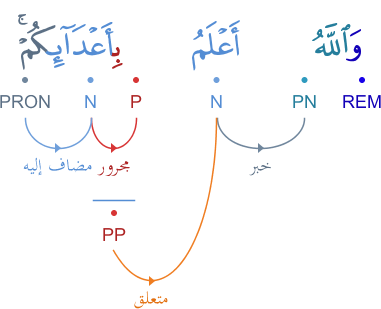 وَٱللَّهُ أَعْلَمُ بِأَعْدَآئِكُمْ ۚ
PRON N P N PN REM
مضاف إليه مجرور خبر
PP
متعلق